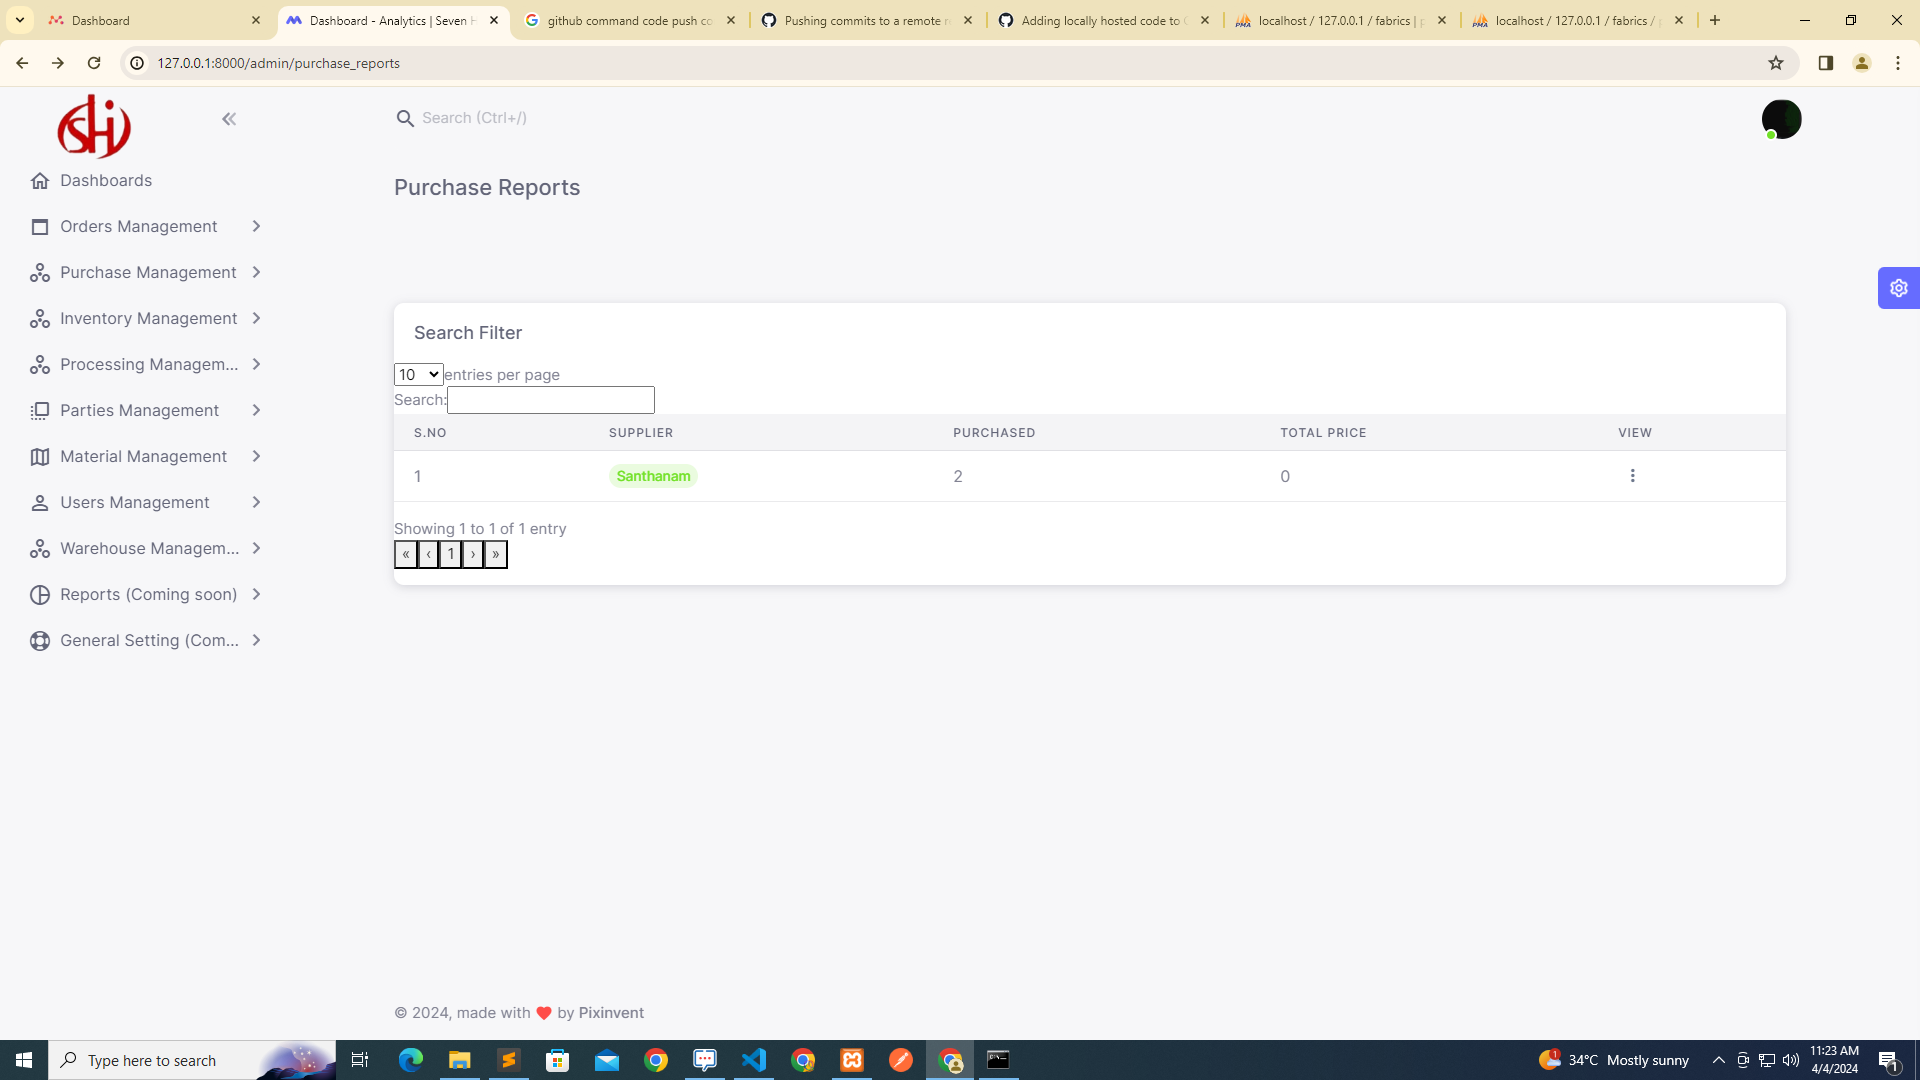 Dashboard
Dashboard - Analytics | Seven H
github command code push co
Pushing commits to a remote r
Adding locally hosted code to
localhost / 127.0.0.1 / fabrics | p
localhost / 127.0.0.1 / fabrics / p
127.0.0.1:8000/admin/purchase_reports
Search (Ctrl+/)
Dashboards
Orders Management
Purchase Management
Inventory Management
Processing Managem...
Parties Management
Material Management
Users Management
Warehouse Managem...
Reports (Coming soon)
General Setting (Com...
Purchase Reports
Search Filter
10 entries per page
Search:
S.NO SUPPLIER PURCHASED TOTAL PRICE VIEW
1 Santhanam 2 0
Showing 1 to 1 of 1 entry
« ‹ 1 › »
© 2024, made with ❤ by Pixinvent
Type here to search
1
34°C Mostly sunny
11:23 AM
4/4/2024
1